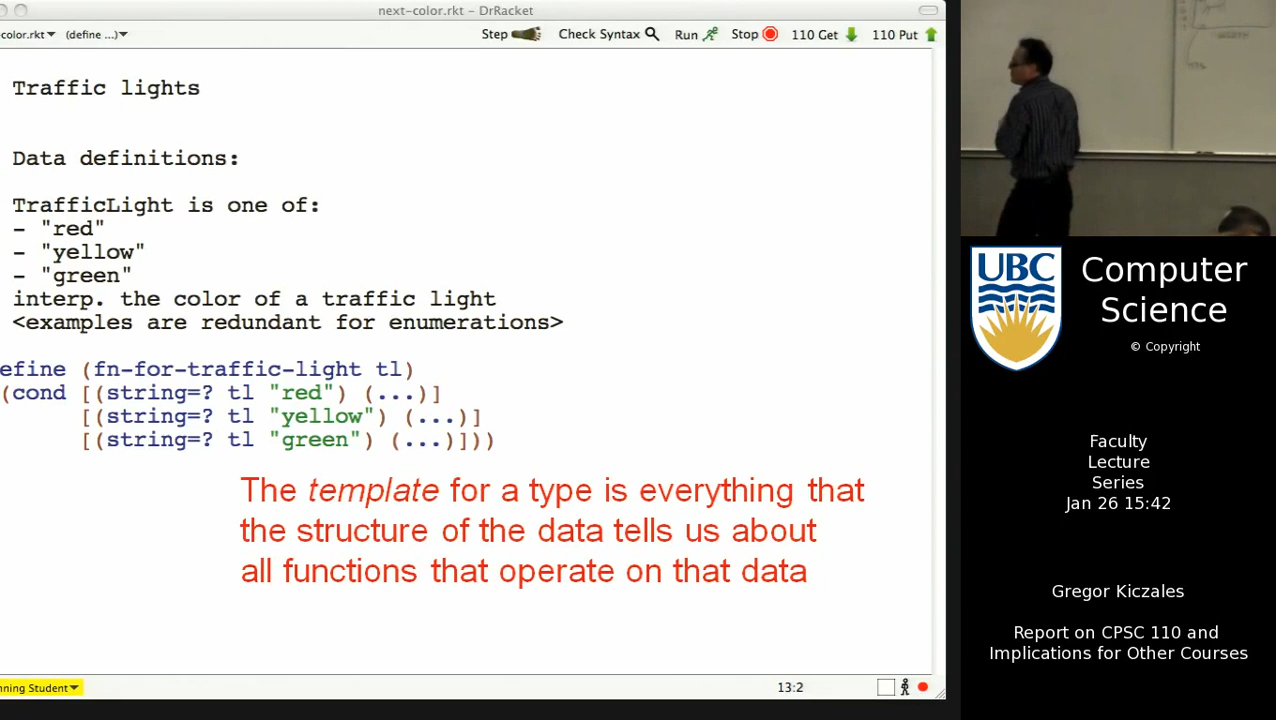 next-color.rkt - DrRacket
-color.rkt
(define ...)
Step
Check Syntax
Run
Stop
110 Get
110 Put
Traffic lights
Data definitions:
TrafficLight is one of:
- "red"
- "yellow"
- "green"
interp. the color of a traffic light
<examples are redundant for enumerations>
efine (fn-for-traffic-light tl)
(cond [(string=? tl "red") (...)]
[(string=? tl "yellow") (...)]
[(string=? tl "green") (...)]))
The template for a type is everything that
the structure of the data tells us about
all functions that operate on that data
nning Student
13:2
UBC
Computer
Science
© Copyright
Faculty
Lecture
Series
Jan 26 15:42
Gregor Kiczales
Report on CPSC 110 and
Implications for Other Courses